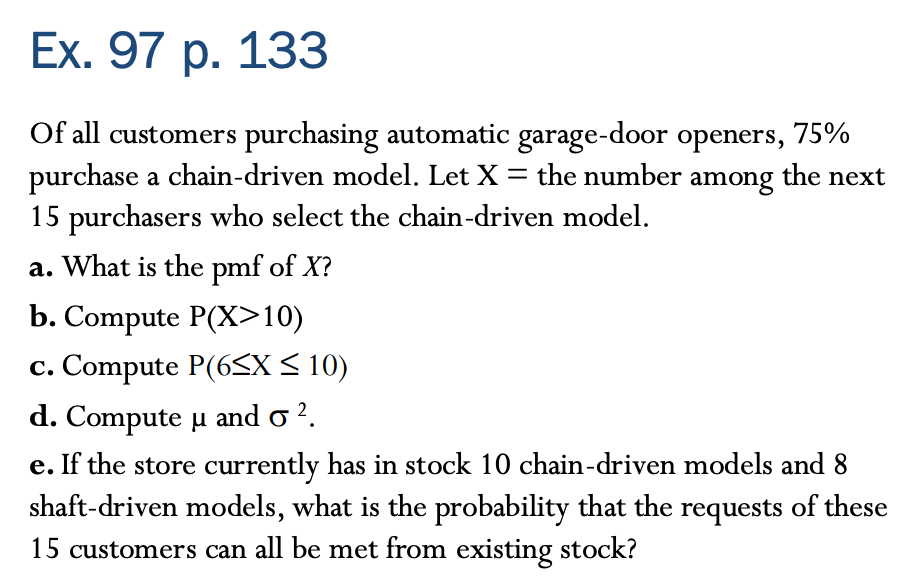 Ex. 97 p. 133
Of all customers purchasing automatic garage-door openers, 75%
purchase a chain-driven model. Let X = the number among the next
15 purchasers who select the chain-driven model.
a. What is the pmf of X?
b. Compute P(X>10)
c. Compute P(6≤X ≤ 10)
d. Compute μ and σ ².
e. If the store currently has in stock 10 chain-driven models and 8
shaft-driven models, what is the probability that the requests of these
15 customers can all be met from existing stock?